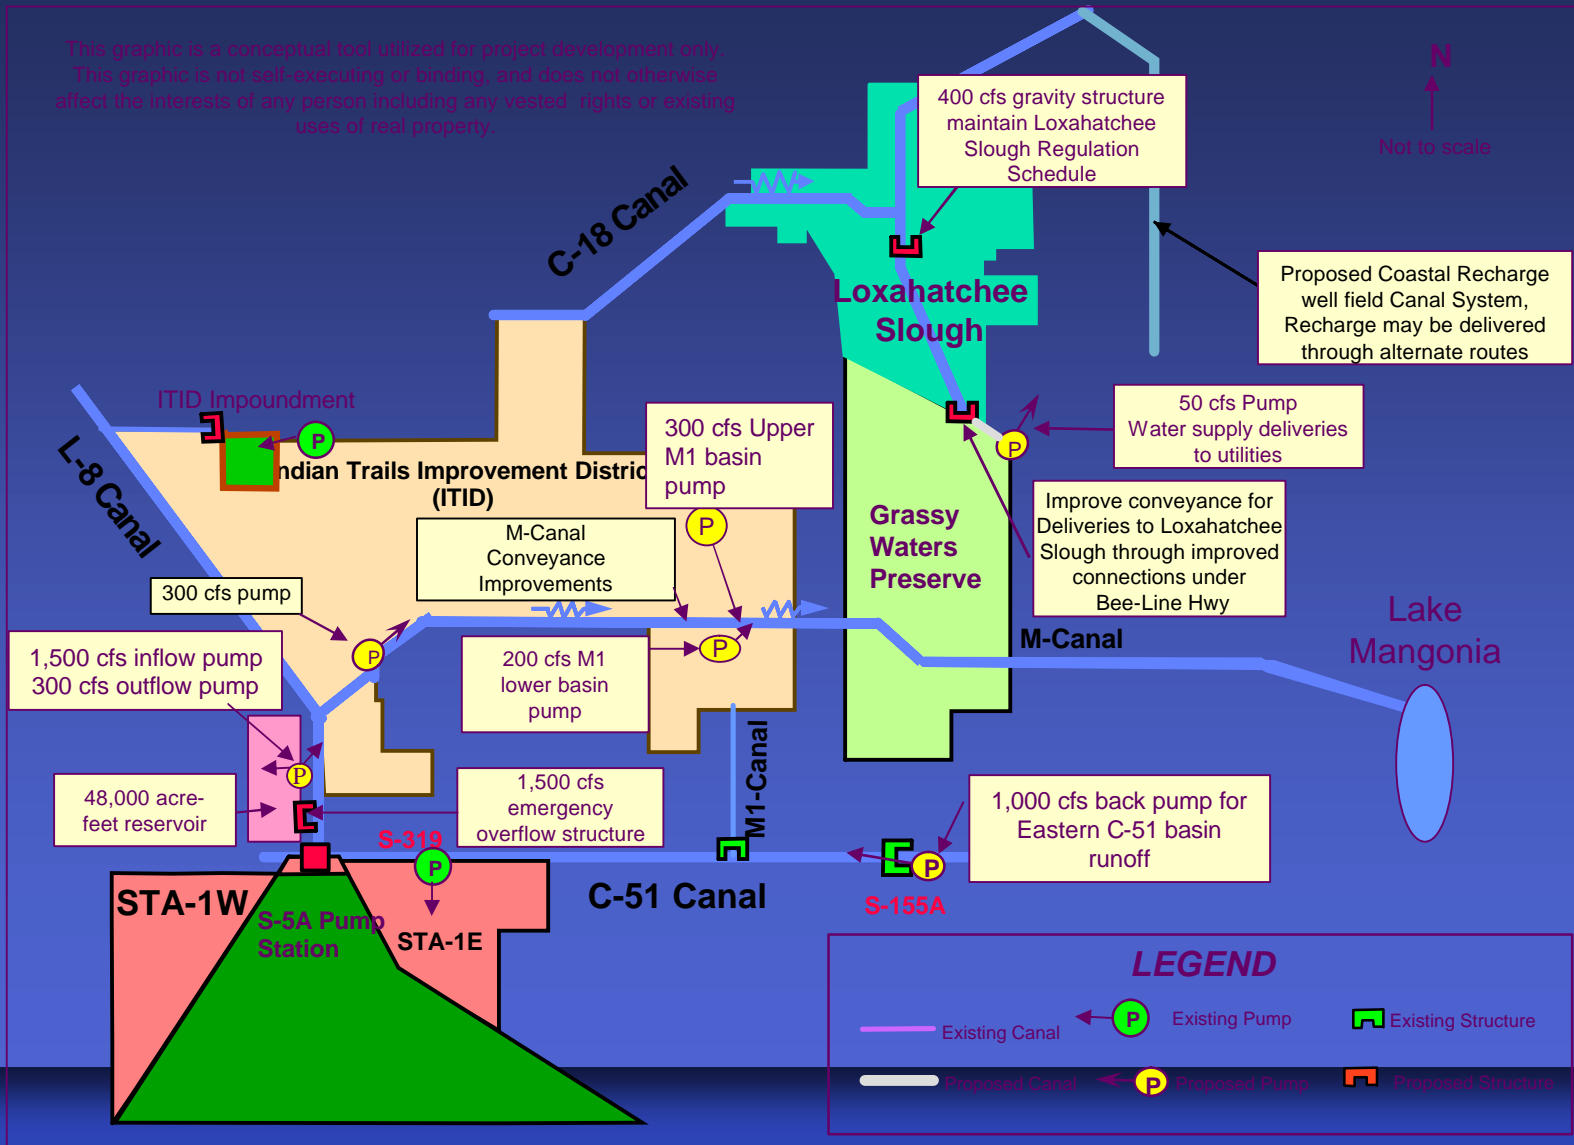 This graphic is a conceptual tool utilized for project development only.
This graphic is not self-executing or binding, and does not otherwise
affect the interests of any person including any vested rights or existing
uses of real property.
N
Not to scale
400 cfs gravity structure
maintain Loxahatchee
Slough Regulation
Schedule
C-18 Canal
Proposed Coastal Recharge
well field Canal System,
Recharge may be delivered
through alternate routes
Loxahatchee
Slough
ITID Impoundment
P
L-8 Canal
ndian Trails Improvement Distric
(ITID)
300 cfs Upper
M1 basin
pump
P
50 cfs Pump
Water supply deliveries
to utilities
P
Improve conveyance for
Deliveries to Loxahatchee
Slough through improved
connections under
Bee-Line Hwy
Grassy
Waters
Preserve
M-Canal
Conveyance
Improvements
300 cfs pump
P
1,500 cfs inflow pump
300 cfs outflow pump
200 cfs M1
lower basin
pump
P
M-Canal
Lake
Mangonia
P
48,000 acre-
feet reservoir
1,500 cfs
emergency
overflow structure
M1-Canal
1,000 cfs back pump for
Eastern C-51 basin
runoff
S-319
P
P
C-51 Canal
S-155A
STA-1W
S-5A Pump
Station
STA-1E
LEGEND
Existing Canal
P
Existing Pump
Existing Structure
Proposed Canal
P
Proposed Pump
Proposed Structure